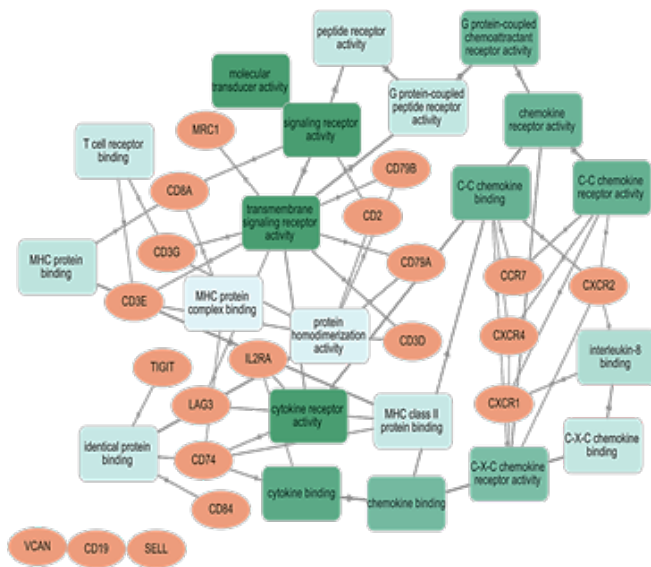 peptide receptor
activity
G protein-coupled
chemoattractant
receptor activity
molecular
transducer activity
G protein-coupled
peptide receptor
activity
chemokine
receptor activity
MRC1
signaling receptor
activity
T cell receptor
binding
CD79B
CD8A
C-C chemokine
binding
C-C chemokine
receptor activity
transmembrane
signaling receptor
activity
CD2
CD3G
MHC protein
binding
CD79A
CCR7
CXCR2
CD3E
MHC protein
complex binding
protein
homodimerization
activity
CD3D
CXCR4
TIGIT
IL2RA
interleukin-8
binding
LAG3
cytokine receptor
activity
MHC class II
protein binding
CXCR1
identical protein
binding
CD74
C-X-C chemokine
binding
C-X-C chemokine
receptor activity
cytokine binding
chemokine binding
CD84
VCAN
CD19
SELL